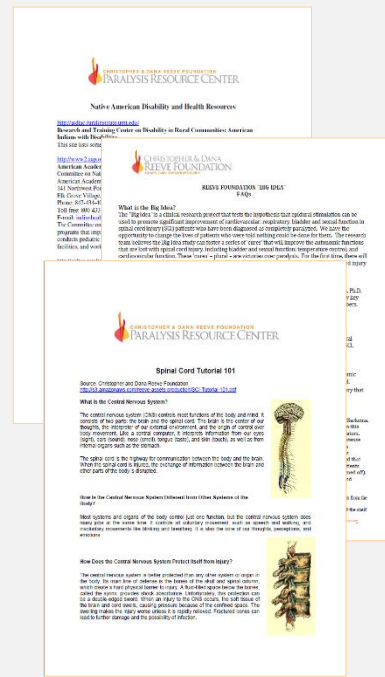 CHRISTOPHER & DANA REEVE FOUNDATION
PARALYSIS RESOURCE CENTER
Native American Disability and Health Resources
Research and Training Center on Disability in Rural Communities: American
Indians with
This site lists some
American
Committee on Na
American Academ
141 Northwest Poi
Elk Grove Village,
Phone: 847-434-4
Toll free: 800-433
E-mail:
The Committee on
programs that imp
conducts pediatric
facilities, and work
CHRISTOPHER & DANA
REEVE FOUNDATION
REEVE FOUNDATION "BIG IDEA"
FAQs
What is the Big Idea?
The "Big Idea" is a clinical research project that tests the hypothesis that epidural stimulation can be
used to promote significant improvement of cardiovascular, respiratory, bladder and sexual function in
spinal cord injury (SCI) patients who have been diagnosed as completely paralyzed. We have the
opportunity to change the lives of patients who were told nothing could be done for them. The research
team believes the Big Idea study can foster a series of 'cures' that will improve the autonomic functions
that are lost with spinal cord injury, including bladder and sexual function, temperature control, and
cardiovascular function. These 'cures' – plural – are victories over paralysis. For the first time, there will
d injury
Ph.D.
key
CHRISTOPHER & DANA REEVE FOUNDATION
PARALYSIS RESOURCE CENTER
Spinal Cord Tutorial 101
Source: Christopher and Dana Reeve Foundation
http://s3.amazonaws.com/reeve-assets-production/SCI-Tutorial-101.pdf
What is the Central Nervous System?
The central nervous system (CNS) controls most functions of the body and mind. It
consists of two parts: the brain and the spinal cord. The brain is the center of our
thoughts, the interpreter of our external environment, and the origin of control over
body movement. Like a central computer, it interprets information from our eyes
(sight), ears (sound), nose (smell), tongue (taste), and skin (touch), as well as from
internal organs such as the stomach.
The spinal cord is the highway for communication between the body and the brain.
When the spinal cord is injured, the exchange of information between the brain and
other parts of the body is disrupted.
How Is the Central Nervous System Different from Other Systems of the
Body?
Most systems and organs of the body control just one function, but the central nervous system does
many jobs at the same time. It controls all voluntary movement, such as speech and walking, and
involuntary movements like blinking and breathing. It is also the core of our thoughts, perceptions, and
emotions.
How Does the Central Nervous System Protect Itself from Injury?
The central nervous system is better protected than any other system or organ in
the body. Its main line of defense is the bones of the skull and spinal column,
which create a hard physical barrier to injury. A fluid-filled space below the bones,
called the syrinx, provides shock absorbance. Unfortunately, this protection can
be a double-edged sword. When an injury to the CNS occurs, the soft tissue of
the brain and cord swells, causing pressure because of the confined space. The
swelling makes the injury worse unless it is rapidly relieved. Fractured bones can
lead to further damage and the possibility of infection.